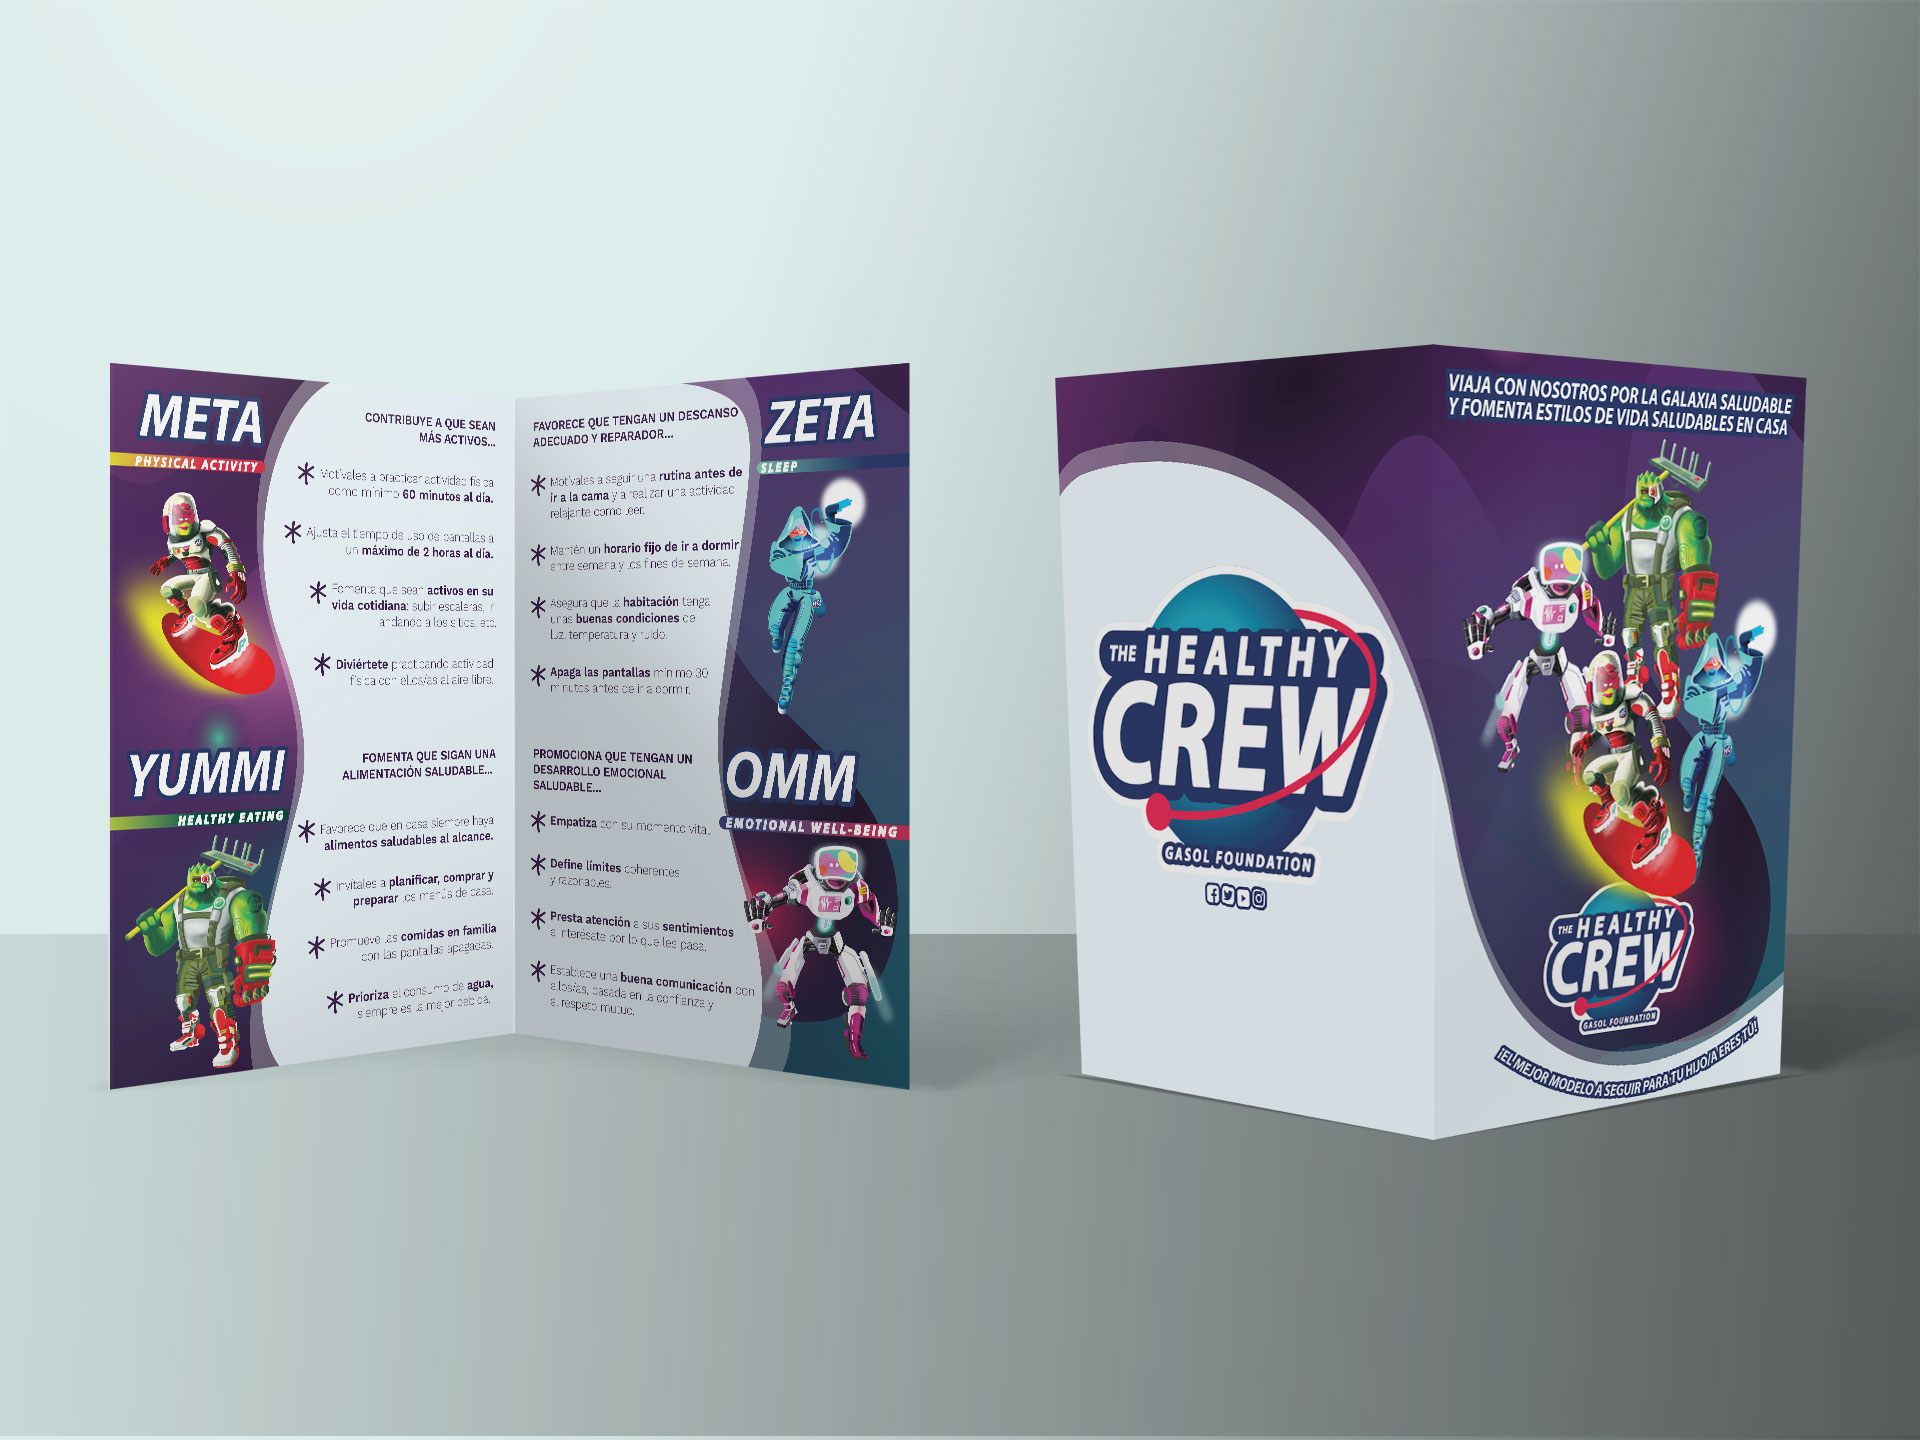 META
PHYSICAL ACTIVITY
CONTRIBUYE A QUE SEAN
MÁS ACTIVOS...
Motívales a practicar actividad física
como mínimo 60 minutos al día.
Ajusta el tiempo de uso de pantallas a
un máximo de 2 horas al día.
Fomenta que sean activos en su
vida cotidiana: subir escaleras, ir
andando a los sitios, etc.
Diviértete practicando actividad
física con ellos/as al aire libre.
YUMMI
HEALTHY EATING
FOMENTA QUE SIGAN UNA
ALIMENTACIÓN SALUDABLE...
Favorece que en casa siempre haya
alimentos saludables al alcance.
Invítales a planificar, comprar y
preparar los menús de casa.
Promueve las comidas en familia
con las pantallas apagadas.
Prioriza el consumo de agua,
siempre es la mejor bebida.
FAVORECE QUE TENGAN UN DESCANSO
ADECUADO Y REPARADOR...
ZETA
SLEEP
Motívales a seguir una rutina antes de
ir a la cama y a realizar una actividad
relajante como leer.
Mantén un horario fijo de ir a dormir
entre semana y los fines de semana.
Asegura que la habitación tenga
unas buenas condiciones de
luz, temperatura y ruido.
Apaga las pantallas mínimo 30
minutos antes de ir a dormir.
PROMOCIONA QUE TENGAN UN
DESARROLLO EMOCIONAL
SALUDABLE...
OMM
EMOTIONAL WELL-BEING
Empatiza con su momento vital.
Define límites coherentes
y razonables.
Presta atención a sus sentimientos
e interésate por lo que les pasa.
Establece una buena comunicación con
ellos/as, basada en la confianza y
el respeto mutuo.
THE HEALTHY
CREW
GASOL FOUNDATION
VIAJA CON NOSOTROS POR LA GALAXIA SALUDABLE
Y FOMENTA ESTILOS DE VIDA SALUDABLES EN CASA
THE HEALTHY
CREW
GASOL FOUNDATION
¡EL MEJOR MODELO A SEGUIR PARA TU HIJO/A ERES TÚ!